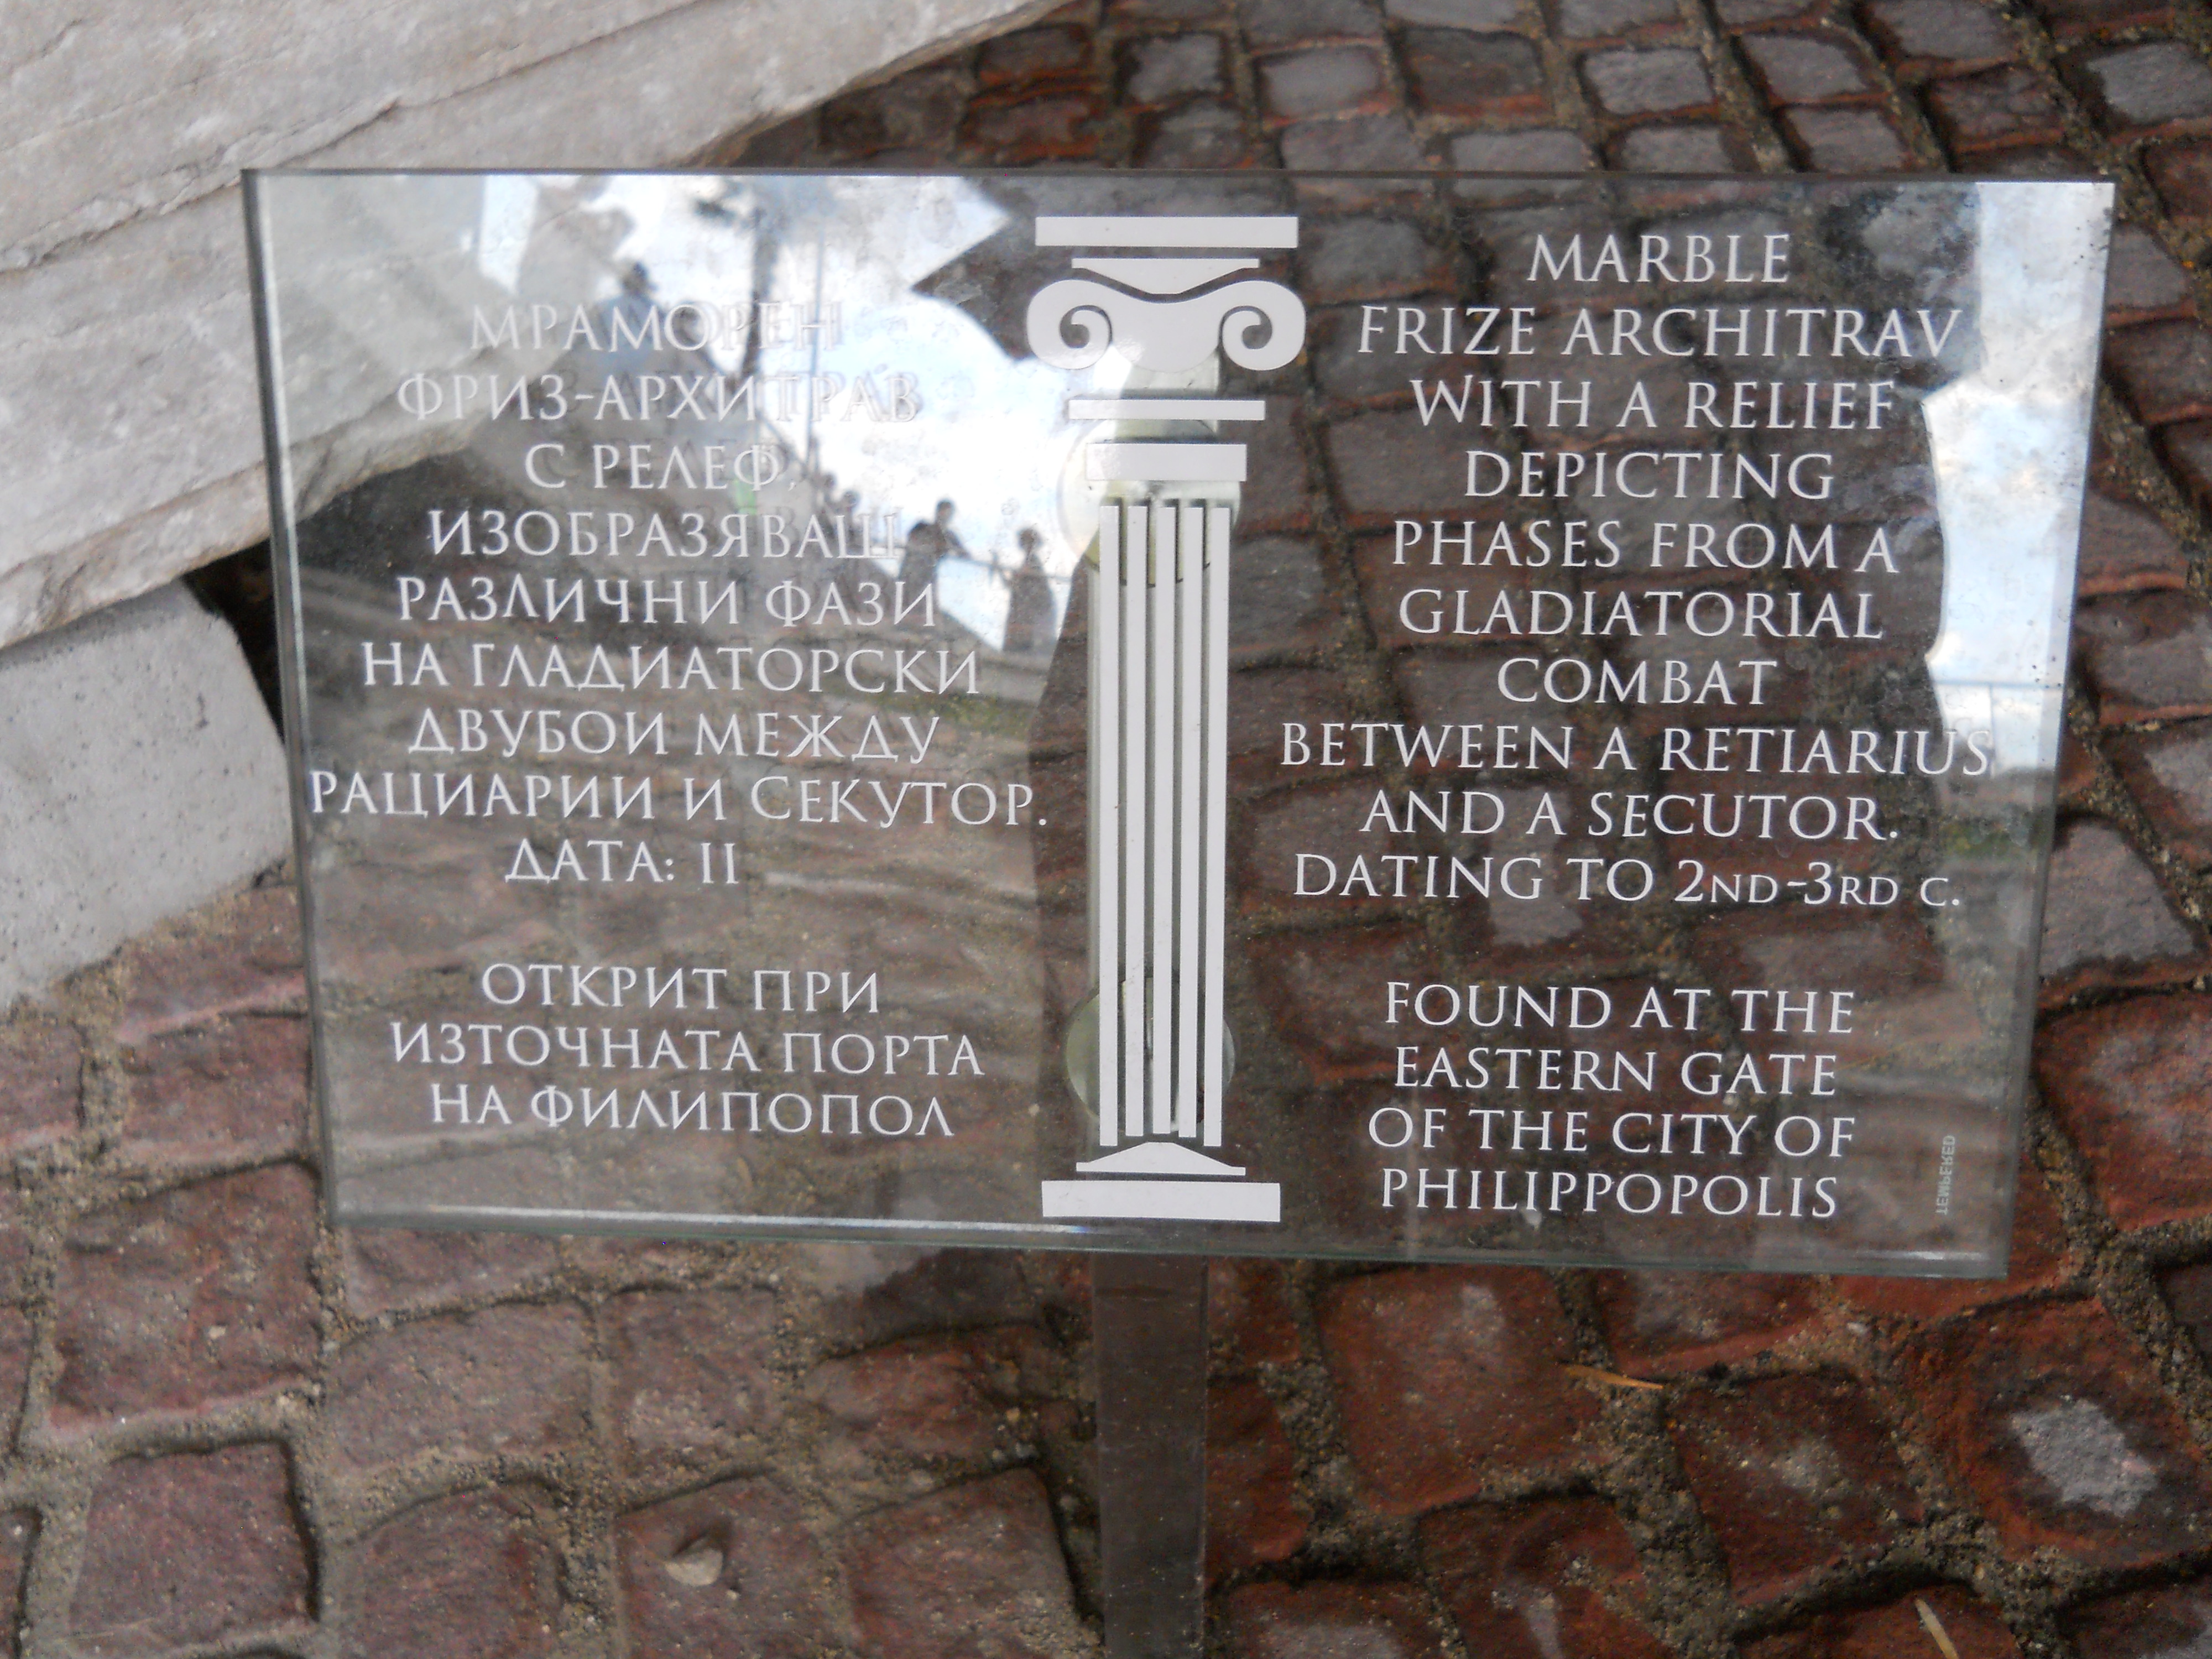 МРАМОРЕН
ФРИЗ-АРХИТРАВ
С РЕЛЕФ,
ИЗОБРАЗЯВАЩ
РАЗЛИЧНИ ФАЗИ
НА ГЛАДИАТОРСКИ
ДВУБОИ МЕЖДУ
РАЦИАРИИ И СЕКУТОР.
ДАТА: II
ОТКРИТ ПРИ
ИЗТОЧНАТА ПОРТА
НА ФИЛИПОПОЛ
MARBLE
FRIZE ARCHITRAV
WITH A RELIEF
DEPICTING
PHASES FROM A
GLADIATORIAL
COMBAT
BETWEEN A RETIARIUS
AND A SECUTOR.
DATING TO 2ND-3RD C.
FOUND AT THE
EASTERN GATE
OF THE CITY OF
PHILIPPOPOLIS
TEMPERED